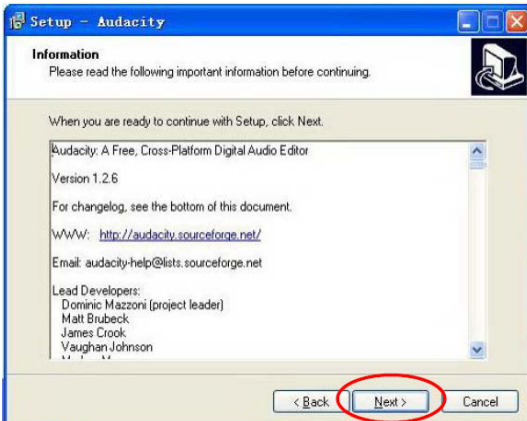 Setup - Audacity
Information
Please read the following important information before continuing.
When you are ready to continue with Setup, click Next.
Audacity: A Free, Cross-Platform Digital Audio Editor
Version 1.2.6
For changelog, see the bottom of this document.
WWW: http://audacity.sourceforge.net/
Email: audacity-help@lists.sourceforge.net
Lead Developers:
Dominic Mazzoni (project leader)
Matt Brubeck
James Crook
Vaughan Johnson
< Back
Next >
Cancel